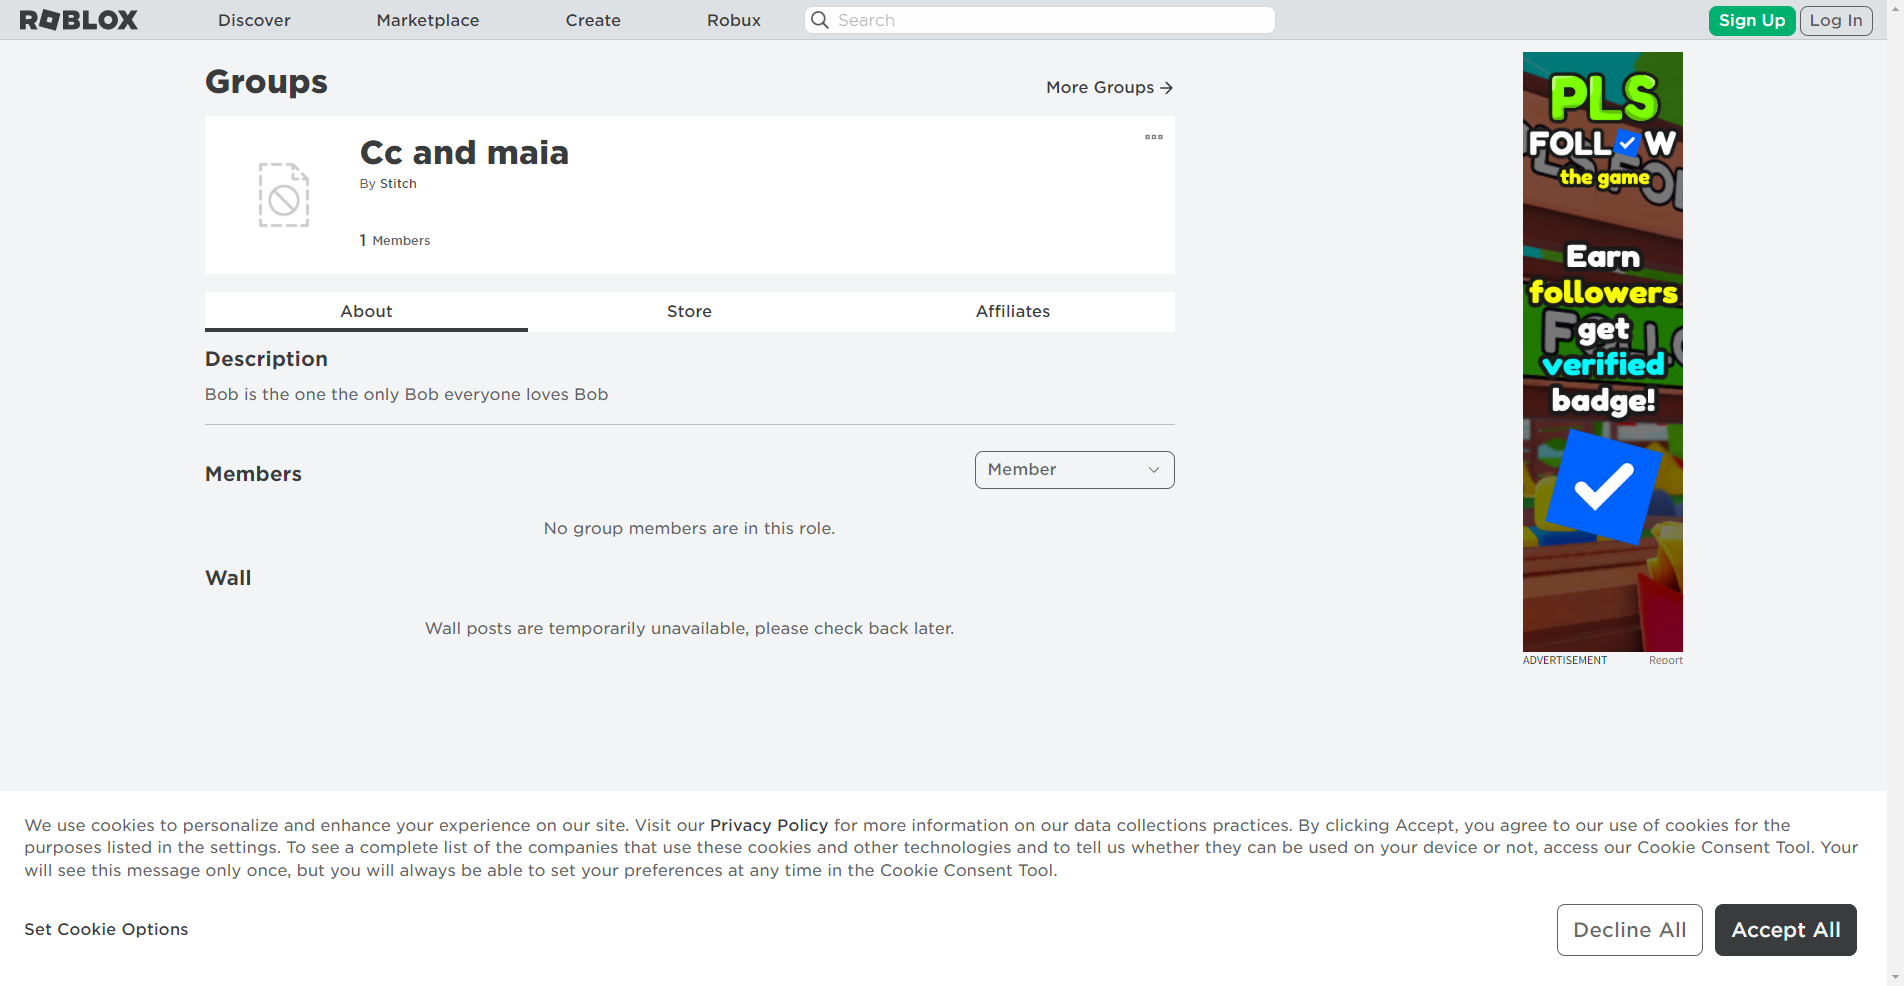 ROBLOX
Discover
Marketplace
Create
Robux
Search
Sign Up
Log In
Groups
More Groups
Cc and maia
By Stitch
1 Members
About
Store
Affiliates
Description
Bob is the one the only Bob everyone loves Bob
Members
Member
No group members are in this role.
Wall
Wall posts are temporarily unavailable, please check back later.
PLS
FOLLOW
the game
Earn
followers
get
verified
badge!
ADVERTISEMENT
Report
We use cookies to personalize and enhance your experience on our site. Visit our Privacy Policy for more information on our data collections practices. By clicking Accept, you agree to our use of cookies for the
purposes listed in the settings. To see a complete list of the companies that use these cookies and other technologies and to tell us whether they can be used on your device or not, access our Cookie Consent Tool. Your
will see this message only once, but you will always be able to set your preferences at any time in the Cookie Consent Tool.
Set Cookie Options
Decline All
Accept All